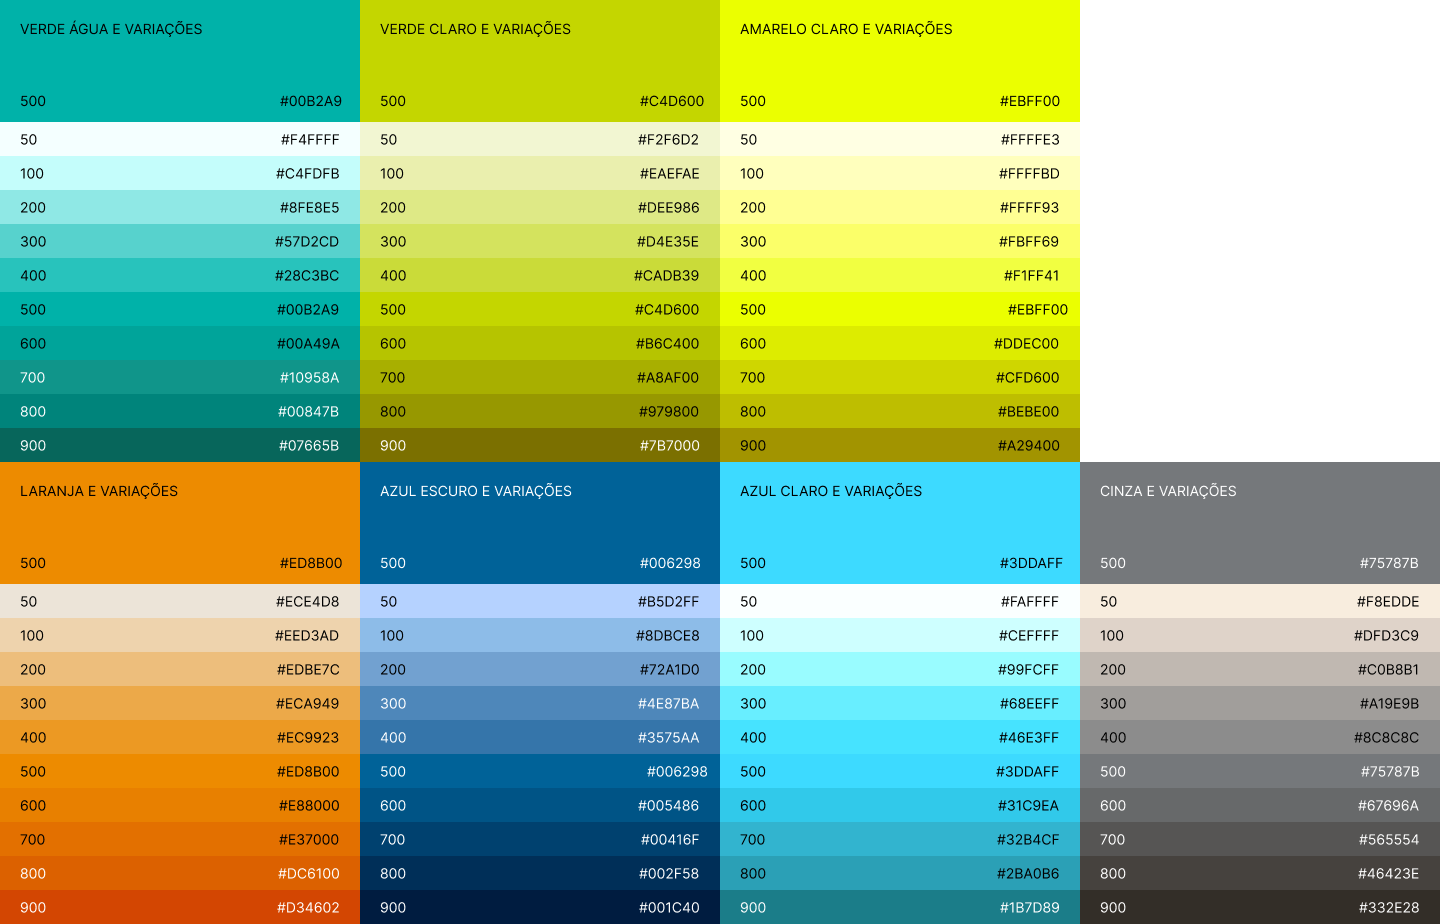 VERDE ÁGUA E VARIAÇÕES
500 #00B2A9
50 #F4FFFF
100 #C4FDFB
200 #8FE8E5
300 #57D2CD
400 #28C3BC
500 #00B2A9
600 #00A49A
700 #10958A
800 #00847B
900 #07665B
VERDE CLARO E VARIAÇÕES
500 #C4D600
50 #F2F6D2
100 #EAEFAE
200 #DEE986
300 #D4E35E
400 #CADB39
500 #C4D600
600 #B6C400
700 #A8AF00
800 #979800
900 #7B7000
AMARELO CLARO E VARIAÇÕES
500 #EBFF00
50 #FFFFE3
100 #FFFFBD
200 #FFFF93
300 #FBFF69
400 #F1FF41
500 #EBFF00
600 #DDEC00
700 #CFD600
800 #BEBE00
900 #A29400
LARANJA E VARIAÇÕES
500 #ED8B00
50 #ECE4D8
100 #EED3AD
200 #EDBE7C
300 #ECA949
400 #EC9923
500 #ED8B00
600 #E88000
700 #E37000
800 #DC6100
900 #D34602
AZUL ESCURO E VARIAÇÕES
500 #006298
50 #B5D2FF
100 #8DBCE8
200 #72A1D0
300 #4E87BA
400 #3575AA
500 #006298
600 #005486
700 #00416F
800 #002F58
900 #001C40
AZUL CLARO E VARIAÇÕES
500 #3DDAFF
50 #FAFFFF
100 #CEFFFF
200 #99FCFF
300 #68EEFF
400 #46E3FF
500 #3DDAFF
600 #31C9EA
700 #32B4CF
800 #2BA0B6
900 #1B7D89
CINZA E VARIAÇÕES
500 #75787B
50 #F8EDDE
100 #DFD3C9
200 #C0B8B1
300 #A19E9B
400 #8C8C8C
500 #75787B
600 #67696A
700 #565554
800 #46423E
900 #332E28